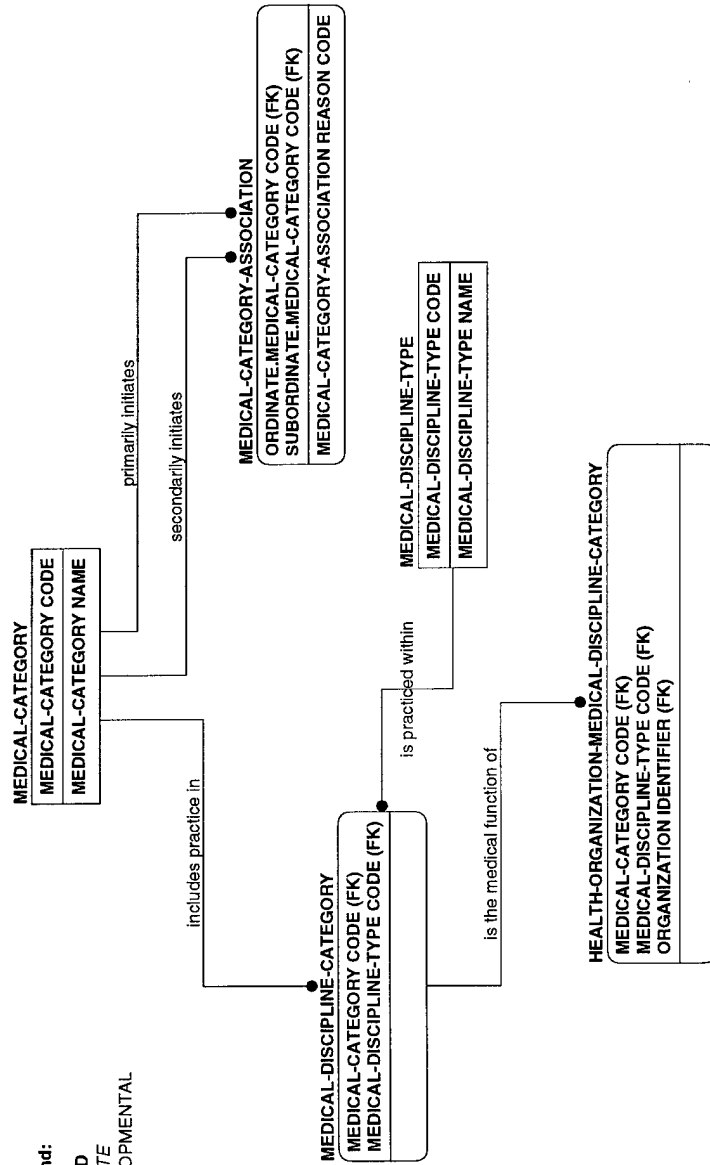 nd:
D
TE
OPMENTAL
MEDICAL-CATEGORY
MEDICAL-CATEGORY CODE
MEDICAL-CATEGORY NAME
primarily initiates
secondarily initiates
includes practice in
MEDICAL-CATEGORY-ASSOCIATION
ORDINATE.MEDICAL-CATEGORY CODE (FK)
SUBORDINATE.MEDICAL-CATEGORY CODE (FK)
MEDICAL-CATEGORY-ASSOCIATION REASON CODE
MEDICAL-DISCIPLINE-CATEGORY
MEDICAL-CATEGORY CODE (FK)
MEDICAL-DISCIPLINE-TYPE CODE (FK)
is practiced within
MEDICAL-DISCIPLINE-TYPE
MEDICAL-DISCIPLINE-TYPE CODE
MEDICAL-DISCIPLINE-TYPE NAME
is the medical function of
HEALTH-ORGANIZATION-MEDICAL-DISCIPLINE-CATEGORY
MEDICAL-CATEGORY CODE (FK)
MEDICAL-DISCIPLINE-TYPE CODE (FK)
ORGANIZATION IDENTIFIER (FK)